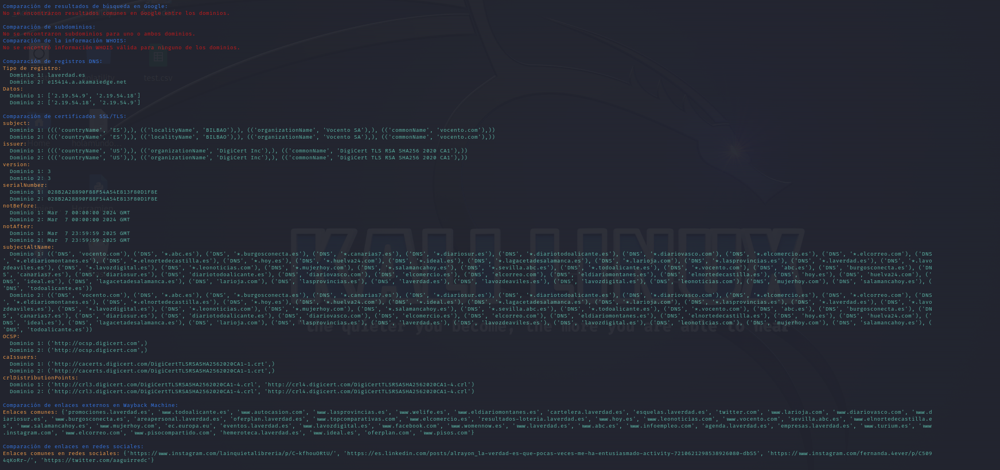 Comparación de resultados de búsqueda en Google:
No se encontraron resultados comunes en Google entre los dominios.
Comparación de subdominios:
No se encontraron subdominios para uno o ambos dominios.
Comparación de la información WHOIS:
No se encontró información WHOIS válida para ninguno de los dominios.
Comparación de registros DNS:
Tipo de registro:
Dominio 1: laverdad.es
Dominio 2: e15414.a.akamaiedge.net
test.csv
Datos:
Dominio 1: ['2.19.54.9', '2.19.54.18']
Dominio 2: ['2.19.54.18', '2.19.54.9']
Comparación de certificados SSL/TLS:
subject:
Dominio 1: ((('countryName', 'ES'),), (('localityName', 'BILBAO'),), (('organizationName', 'Vocento SA'),), (('commonName', 'vocento.com'),))
Dominio 2: ((('countryName', 'ES'),), (('localityName', 'BILBAO'),), (('organizationName', 'Vocento SA'),), (('commonName', 'vocento.com'),))
issuer:
Dominio 1: ((('countryName', 'US'),), (('organizationName', 'DigiCert Inc'),), (('commonName', 'DigiCert TLS RSA SHA256 2020 CA1'),))
Dominio 2: ((('countryName', 'US'),), (('organizationName', 'DigiCert Inc'),), (('commonName', 'DigiCert TLS RSA SHA256 2020 CA1'),))
version:
Dominio 1: 3
Dominio 2: 3
serialNumber:
Dominio 1: 028B2A28890F88F54A54E813F80D1F8E
Dominio 2: 028B2A28890F88F54A54E813F80D1F8E
notBefore:
Dominio 1: Mar  7 00:00:00 2024 GMT
Dominio 2: Mar  7 00:00:00 2024 GMT
notAfter:
Dominio 1: Mar  7 23:59:59 2025 GMT
Dominio 2: Mar  7 23:59:59 2025 GMT
KALI LINUX
subjectAltName:
Dominio 1: (('DNS', 'vocento.com'), ('DNS', '*.abc.es'), ('DNS', '*.burgosconecta.es'), ('DNS', '*.canarias7.es'), ('DNS', '*.diariosur.es'), ('DNS', '*.diariotodoalicante.es'), ('DNS', '*.diariovasco.com'), ('DNS', '*.elcomercio.es'), ('DNS', '*.elcorreo.com'), ('DNS
', '*.eldiariomontanes.es'), ('DNS', '*.elnortedecastilla.es'), ('DNS', '*.hoy.es'), ('DNS', '*.huelva24.com'), ('DNS', '*.ideal.es'), ('DNS', '*.lagacetadesalamanca.es'), ('DNS', '*.larioja.com'), ('DNS', '*.lasprovincias.es'), ('DNS', '*.laverdad.es'), ('DNS', '*.lavo
zdeaviles.es'), ('DNS', '*.lavozdigital.es'), ('DNS', '*.leonoticias.com'), ('DNS', '*.mujerhoy.com'), ('DNS', '*.salamancahoy.es'), ('DNS', '*.sevilla.abc.es'), ('DNS', '*.todoalicante.es'), ('DNS', '*.vocento.com'), ('DNS', 'abc.es'), ('DNS', 'burgosconecta.es'), ('DN
S', 'canarias7.es'), ('DNS', 'diariosur.es'), ('DNS', 'diariotodoalicante.es'), ('DNS', 'diariovasco.com'), ('DNS', 'elcomercio.es'), ('DNS', 'elcorreo.com'), ('DNS', 'eldiariomontanes.es'), ('DNS', 'elnortedecastilla.es'), ('DNS', 'hoy.es'), ('DNS', 'huelva24.com'), ('
DNS', 'ideal.es'), ('DNS', 'lagacetadesalamanca.es'), ('DNS', 'larioja.com'), ('DNS', 'lasprovincias.es'), ('DNS', 'laverdad.es'), ('DNS', 'lavozdeaviles.es'), ('DNS', 'lavozdigital.es'), ('DNS', 'leonoticias.com'), ('DNS', 'mujerhoy.com'), ('DNS', 'salamancahoy.es'), (
'DNS', 'todoalicante.es'))
Dominio 2: (('DNS', 'vocento.com'), ('DNS', '*.abc.es'), ('DNS', '*.burgosconecta.es'), ('DNS', '*.canarias7.es'), ('DNS', '*.diariosur.es'), ('DNS', '*.diariotodoalicante.es'), ('DNS', '*.diariovasco.com'), ('DNS', '*.elcomercio.es'), ('DNS', '*.elcorreo.com'), ('DNS
', '*.eldiariomontanes.es'), ('DNS', '*.elnortedecastilla.es'), ('DNS', '*.hoy.es'), ('DNS', '*.huelva24.com'), ('DNS', '*.ideal.es'), ('DNS', '*.lagacetadesalamanca.es'), ('DNS', '*.larioja.com'), ('DNS', '*.lasprovincias.es'), ('DNS', '*.laverdad.es'), ('DNS', '*.lavo
zdeaviles.es'), ('DNS', '*.lavozdigital.es'), ('DNS', '*.leonoticias.com'), ('DNS', '*.mujerhoy.com'), ('DNS', '*.salamancahoy.es'), ('DNS', '*.sevilla.abc.es'), ('DNS', '*.todoalicante.es'), ('DNS', '*.vocento.com'), ('DNS', 'abc.es'), ('DNS', 'burgosconecta.es'), ('DN
S', 'canarias7.es'), ('DNS', 'diariosur.es'), ('DNS', 'diariotodoalicante.es'), ('DNS', 'diariovasco.com'), ('DNS', 'elcomercio.es'), ('DNS', 'elcorreo.com'), ('DNS', 'eldiariomontanes.es'), ('DNS', 'elnortedecastilla.es'), ('DNS', 'hoy.es'), ('DNS', 'huelva24.com'), ('
DNS', 'ideal.es'), ('DNS', 'lagacetadesalamanca.es'), ('DNS', 'larioja.com'), ('DNS', 'lasprovincias.es'), ('DNS', 'laverdad.es'), ('DNS', 'lavozdeaviles.es'), ('DNS', 'lavozdigital.es'), ('DNS', 'leonoticias.com'), ('DNS', 'mujerhoy.com'), ('DNS', 'salamancahoy.es'), (
'DNS', 'todoalicante.es'))
"the quieter you become, the more you are able to hear"
OCSP:
Dominio 1: ('http://ocsp.digicert.com',)
Dominio 2: ('http://ocsp.digicert.com',)
caIssuers:
Dominio 1: ('http://cacerts.digicert.com/DigiCertTLSRSASHA2562020CA1-1.crt',)
Dominio 2: ('http://cacerts.digicert.com/DigiCertTLSRSASHA2562020CA1-1.crt',)
crlDistributionPoints:
Dominio 1: ('http://crl3.digicert.com/DigiCertTLSRSASHA2562020CA1-4.crl', 'http://crl4.digicert.com/DigiCertTLSRSASHA2562020CA1-4.crl')
Dominio 2: ('http://crl3.digicert.com/DigiCertTLSRSASHA2562020CA1-4.crl', 'http://crl4.digicert.com/DigiCertTLSRSASHA2562020CA1-4.crl')
Comparación de enlaces externos en Wayback Machine:
Enlaces comunes: {'promociones.laverdad.es', 'www.todoalicante.es', 'www.autocasion.com', 'www.lasprovincias.es', 'www.welife.es', 'www.eldiariomontanes.es', 'cartelera.laverdad.es', 'esquelas.laverdad.es', 'twitter.com', 'www.larioja.com', 'www.diariovasco.com', 'www.d
iariosur.es', 'www.burgosconecta.es', 'areapersonal.laverdad.es', 'oferplan.laverdad.es', 'www.topcomparativas.com', 'www.elcomercio.es', 'resultados-loteria.laverdad.es', 'www.hoy.es', 'www.leonoticias.com', 'www.vocento.com', 'sevilla.abc.es', 'www.elnortedecastilla.e
s', 'www.salamancahoy.es', 'www.mujerhoy.com', 'ec.europa.eu', 'eventos.laverdad.es', 'www.lavozdigital.es', 'www.facebook.com', 'www.womennow.es', 'www.laverdad.es', 'www.abc.es', 'www.infoempleo.com', 'agenda.laverdad.es', 'empresas.laverdad.es', 'www.turium.es', 'www
.instagram.com', 'www.elcorreo.com', 'www.pisocompartido.com', 'hemeroteca.laverdad.es', 'www.ideal.es', 'oferplan.com', 'www.pisos.com'}
Comparación de enlaces en redes sociales:
Enlaces comunes en redes sociales: {'https://www.instagram.com/lainquietalibreria/p/C-kfhouORtU/', 'https://es.linkedin.com/posts/alrayon_la-verdad-es-que-pocas-veces-me-ha-entusiasmado-activity-7210621298538926080-dbS5', 'https://www.instagram.com/fernanda.4ever/p/C509
4qKoRr-/', 'https://twitter.com/aaguirredc'}